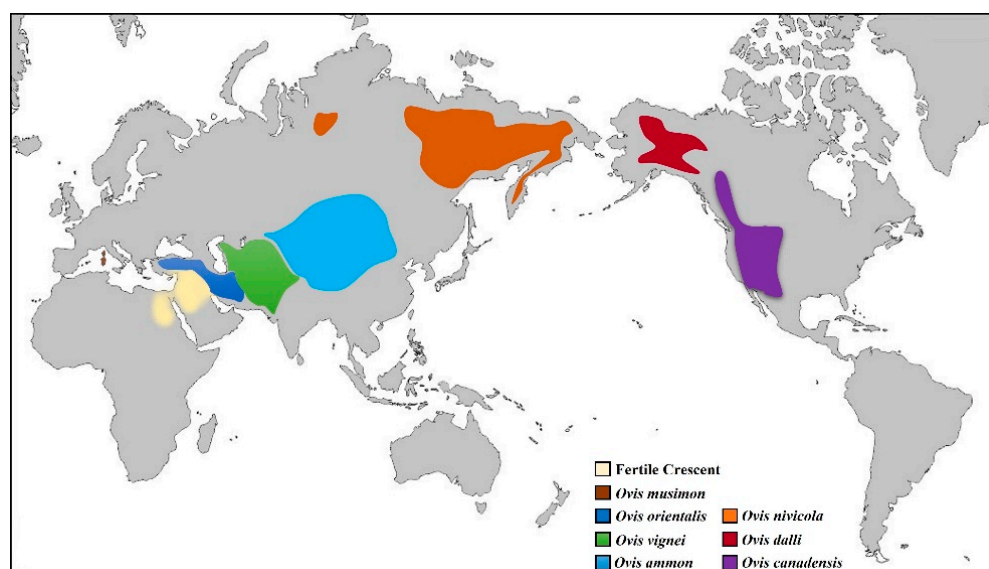 Fertile Crescent
Ovis musimon
Ovis orientalis
Ovis vignei
Ovis ammon
Ovis nivicola
Ovis dalli
Ovis canadensis